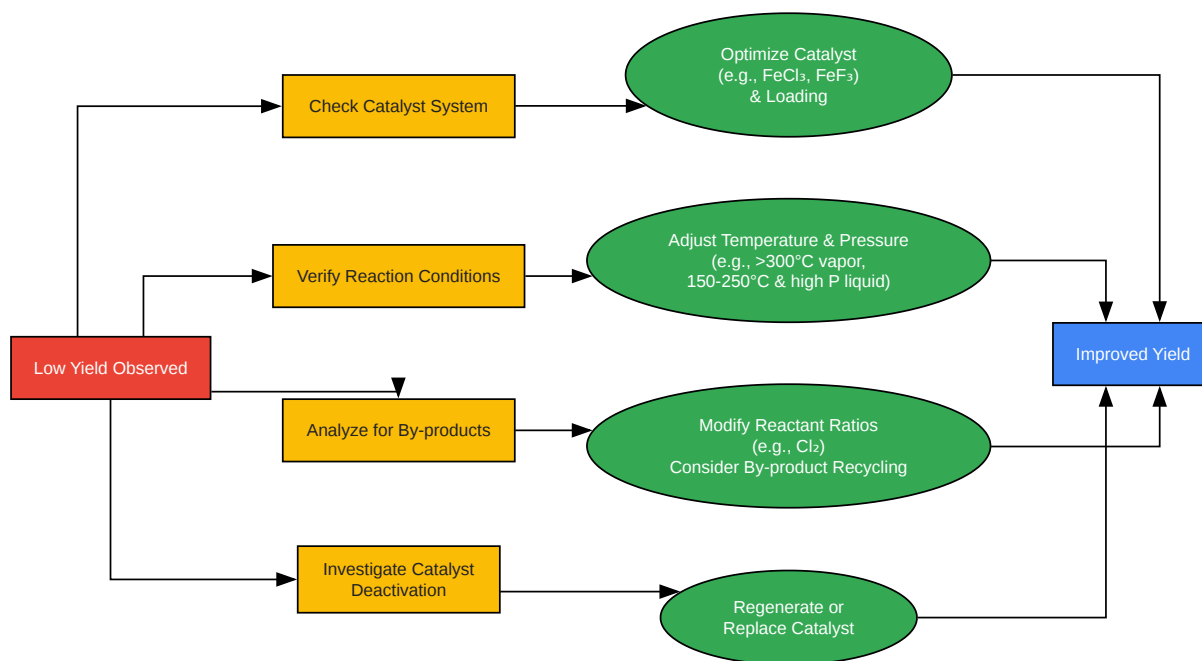 Optimize Catalyst
(e.g., FeCl₃, FeF₃)
& Loading
Check Catalyst System
Adjust Temperature & Pressure
(e.g., >300°C vapor,
150-250°C & high P liquid)
Verify Reaction Conditions
Low Yield Observed
Improved Yield
Analyze for By-products
Modify Reactant Ratios
(e.g., Cl₂)
Consider By-product Recycling
Investigate Catalyst
Deactivation
Regenerate or
Replace Catalyst